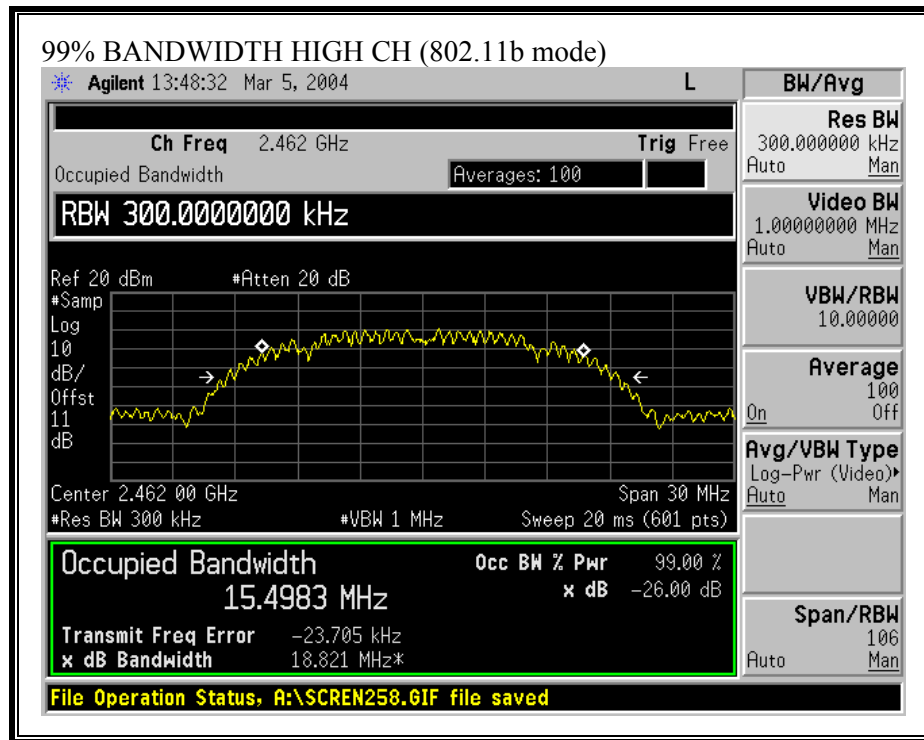 99% BANDWIDTH HIGH CH (802.11b mode)
Agilent 13:48:32 Mar 5, 2004 L
BW/Avg
Ch Freq 2.462 GHz Trig Free
Occupied Bandwidth Averages: 100
RBW 300.0000000 kHz
Ref 20 dBm #Atten 20 dB
#Samp
Log
10
dB/
Offst
11
dB
Center 2.462 00 GHz Span 30 MHz
#Res BW 300 kHz #VBW 1 MHz Sweep 20 ms (601 pts)
Occupied Bandwidth
15.4983 MHz
Occ BW % Pwr 99.00 %
x dB -26.00 dB
Transmit Freq Error -23.705 kHz
x dB Bandwidth 18.821 MHz*
File Operation Status, A:\SCREN258.GIF file saved
Res BW
300.000000 kHz
Auto Man
Video BW
1.00000000 MHz
Auto Man
VBW/RBW
10.00000
Average
100
On Off
Avg/VBW Type
Log-Pwr (Video)
Auto Man
Span/RBW
106
Auto Man